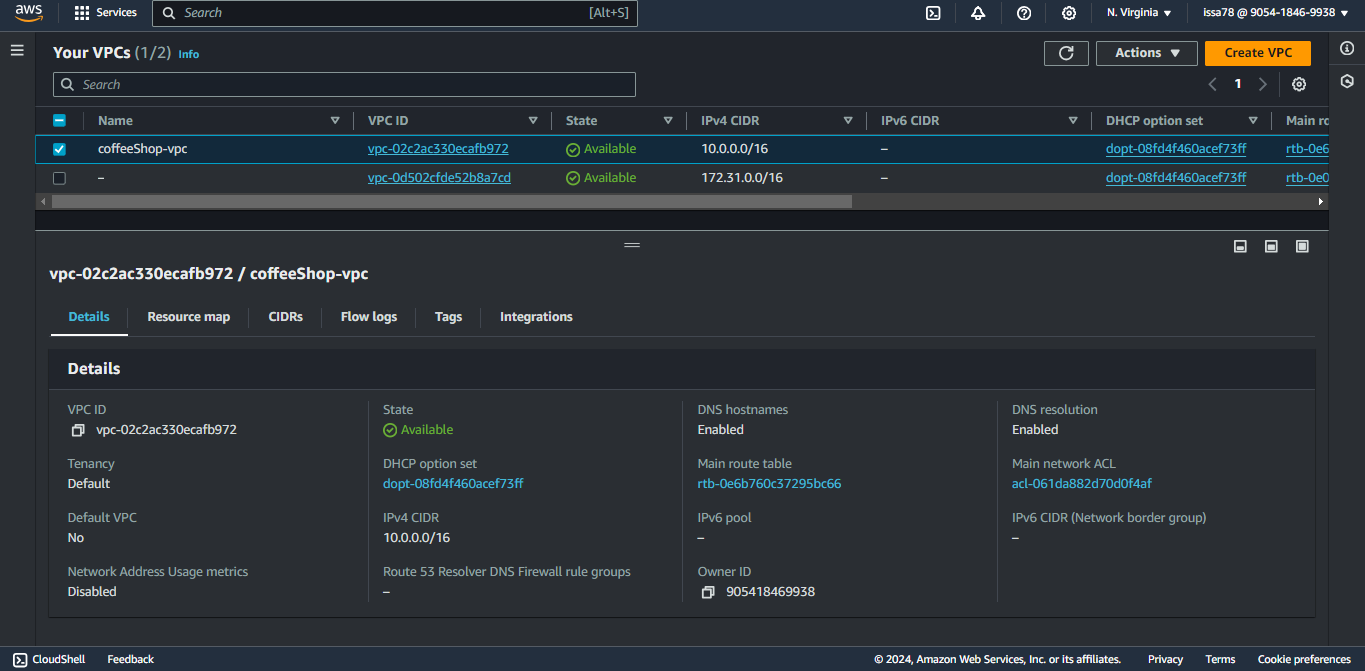 aws Services Search [Alt+S] N. Virginia issa78 @ 9054-1846-9938
Your VPCs (1/2) Info Actions Create VPC
Search 1
Name VPC ID State IPv4 CIDR IPv6 CIDR DHCP option set Main ro
coffeeShop-vpc vpc-02c2ac330ecafb972 Available 10.0.0.0/16 – dopt-08fd4f460acef73ff rtb-0e6
– vpc-0d502cfde52b8a7cd Available 172.31.0.0/16 – dopt-08fd4f460acef73ff rtb-0e0
vpc-02c2ac330ecafb972 / coffeeShop-vpc
Details Resource map CIDRs Flow logs Tags Integrations
Details
VPC ID State DNS hostnames DNS resolution
vpc-02c2ac330ecafb972 Available Enabled Enabled
Tenancy DHCP option set Main route table Main network ACL
Default dopt-08fd4f460acef73ff rtb-0e6b760c37295bc66 acl-061da882d70d0f4af
Default VPC IPv4 CIDR IPv6 pool IPv6 CIDR (Network border group)
No 10.0.0.0/16 – –
Network Address Usage metrics Route 53 Resolver DNS Firewall rule groups Owner ID
Disabled – 905418469938
CloudShell Feedback © 2024, Amazon Web Services, Inc. or its affiliates. Privacy Terms Cookie preferences